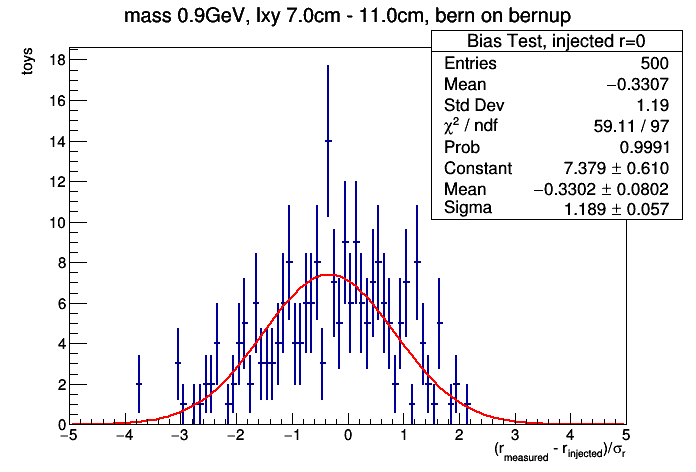 mass 0.9GeV, lxy 7.0cm - 11.0cm, bern on bernup
Bias Test, injected r=0
Entries 500
Mean −0.3307
Std Dev 1.19
χ² / ndf 59.11 / 97
Prob 0.9991
Constant 7.379 ± 0.610
Mean −0.3302 ± 0.0802
Sigma 1.189 ± 0.057
toys
18
16
14
12
10
8
6
4
2
0
−5 −4 −3 −2 −1 0 1 2 3 4 5
(r_measured - r_injected)/σ_r